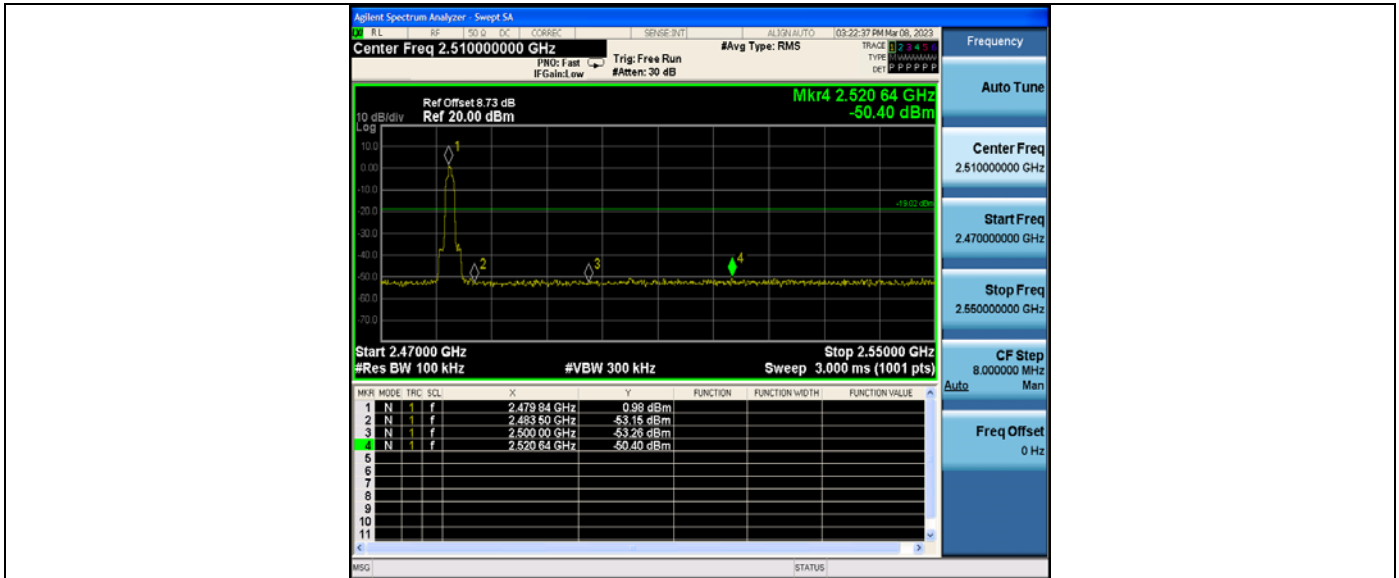 Agilent Spectrum Analyzer - Swept SA
RL RF 50 Ω DC CORREC SENSE:INT ALIGN AUTO 03:22:37 PM Mar 08, 2023
Center Freq 2.510000000 GHz
PNO: Fast
IFGain:Low
Trig: Free Run
#Atten: 30 dB
#Avg Type: RMS
TRACE 1 2 3 4 5 6
TYPE M W W W W W
DET P P P P P P
Ref Offset 8.73 dB
10 dB/div Ref 20.00 dBm
Log
Mkr4 2.520 64 GHz
-50.40 dBm
10.0
0.00
-10.0
-20.0
-30.0
-40.0
-50.0
-60.0
-70.0
1
2
3
4
-19.02 dBm
Start 2.47000 GHz Stop 2.55000 GHz
#Res BW 100 kHz #VBW 300 kHz Sweep 3.000 ms (1001 pts)
MKR MODE TRC SCL X Y FUNCTION FUNCTION WIDTH FUNCTION VALUE
1 N 1 f 2.479 84 GHz 0.98 dBm
2 N 1 f 2.483 50 GHz -53.15 dBm
3 N 1 f 2.500 00 GHz -53.26 dBm
4 N 1 f 2.520 64 GHz -50.40 dBm
5
6
7
8
9
10
11
MSG STATUS
Frequency
Auto Tune
Center Freq
2.510000000 GHz
Start Freq
2.470000000 GHz
Stop Freq
2.550000000 GHz
CF Step
8.000000 MHz
Auto Man
Freq Offset
0 Hz